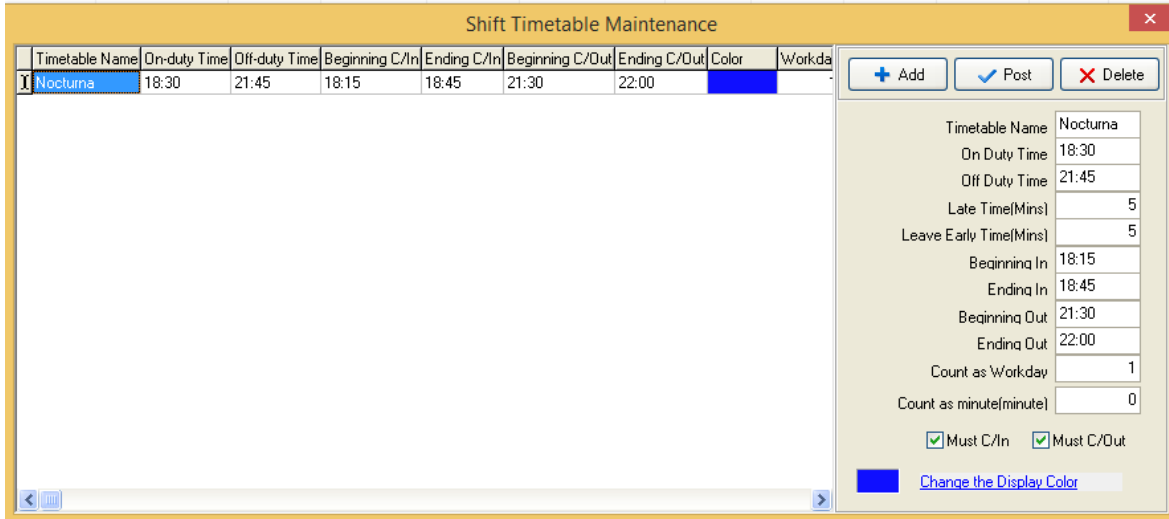 Shift Timetable Maintenance
Timetable Name On-duty Time Off-duty Time Beginning C/In Ending C/In Beginning C/Out Ending C/Out Color Workda
Nocturna 18:30 21:45 18:15 18:45 21:30 22:00
Add Post Delete
Timetable Name Nocturna
On Duty Time 18:30
Off Duty Time 21:45
Late Time(Mins) 5
Leave Early Time(Mins) 5
Beginning In 18:15
Ending In 18:45
Beginning Out 21:30
Ending Out 22:00
Count as Workday 1
Count as minute(minute) 0
Must C/In Must C/Out
Change the Display Color